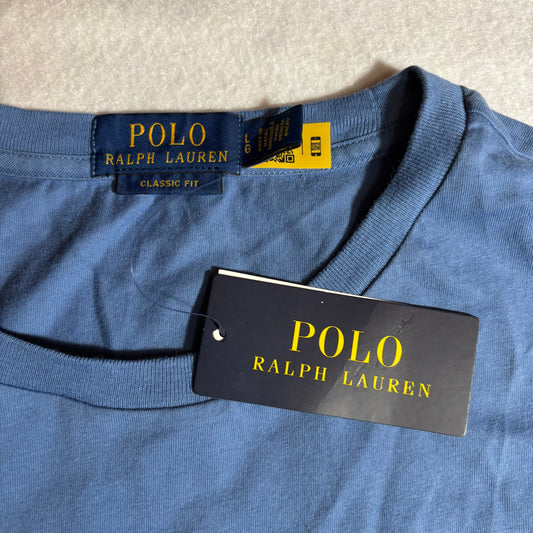 POLO
RALPH LAUREN
CLASSIC FIT
POLO
RALPH LAUREN